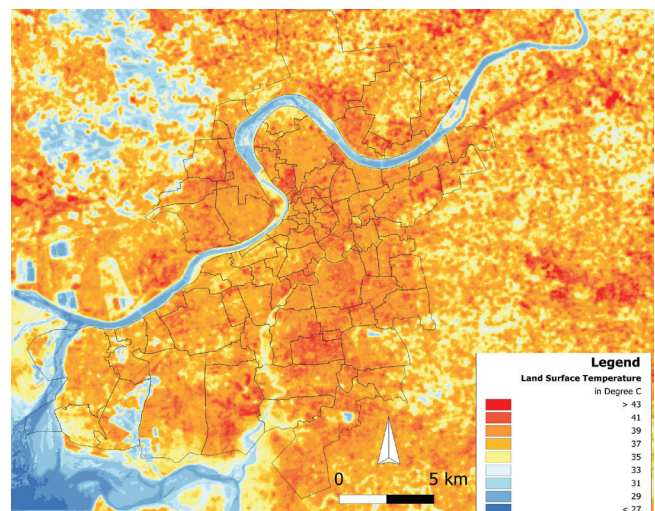 Legend
Land Surface Temperature
in Degree C
> 43
41
39
37
35
33
31
29
< 27
0 5 km